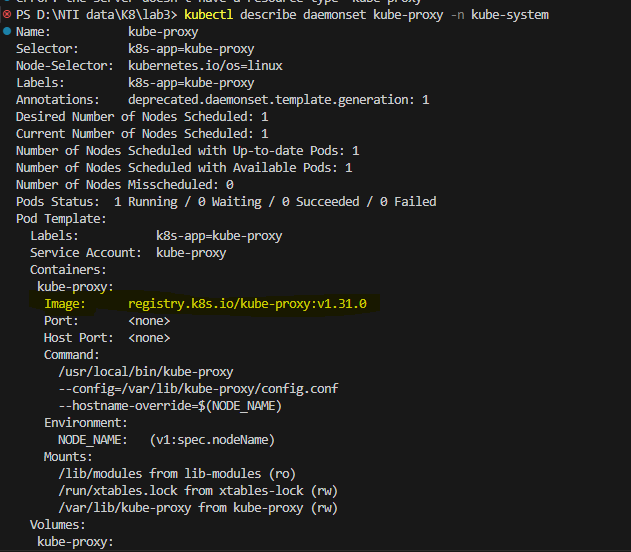 PS D:\NTI data\K8\lab3> kubectl describe daemonset kube-proxy -n kube-system
Name:           kube-proxy
Selector:       k8s-app=kube-proxy
Node-Selector:  kubernetes.io/os=linux
Labels:         k8s-app=kube-proxy
Annotations:    deprecated.daemonset.template.generation: 1
Desired Number of Nodes Scheduled: 1
Current Number of Nodes Scheduled: 1
Number of Nodes Scheduled with Up-to-date Pods: 1
Number of Nodes Scheduled with Available Pods: 1
Number of Nodes Misscheduled: 0
Pods Status:  1 Running / 0 Waiting / 0 Succeeded / 0 Failed
Pod Template:
  Labels:           k8s-app=kube-proxy
  Service Account:  kube-proxy
  Containers:
   kube-proxy:
    Image:      registry.k8s.io/kube-proxy:v1.31.0
    Port:       <none>
    Host Port:  <none>
    Command:
      /usr/local/bin/kube-proxy
      --config=/var/lib/kube-proxy/config.conf
      --hostname-override=$(NODE_NAME)
    Environment:
      NODE_NAME:   (v1:spec.nodeName)
    Mounts:
      /lib/modules from lib-modules (ro)
      /run/xtables.lock from xtables-lock (rw)
      /var/lib/kube-proxy from kube-proxy (rw)
  Volumes:
   kube-proxy: